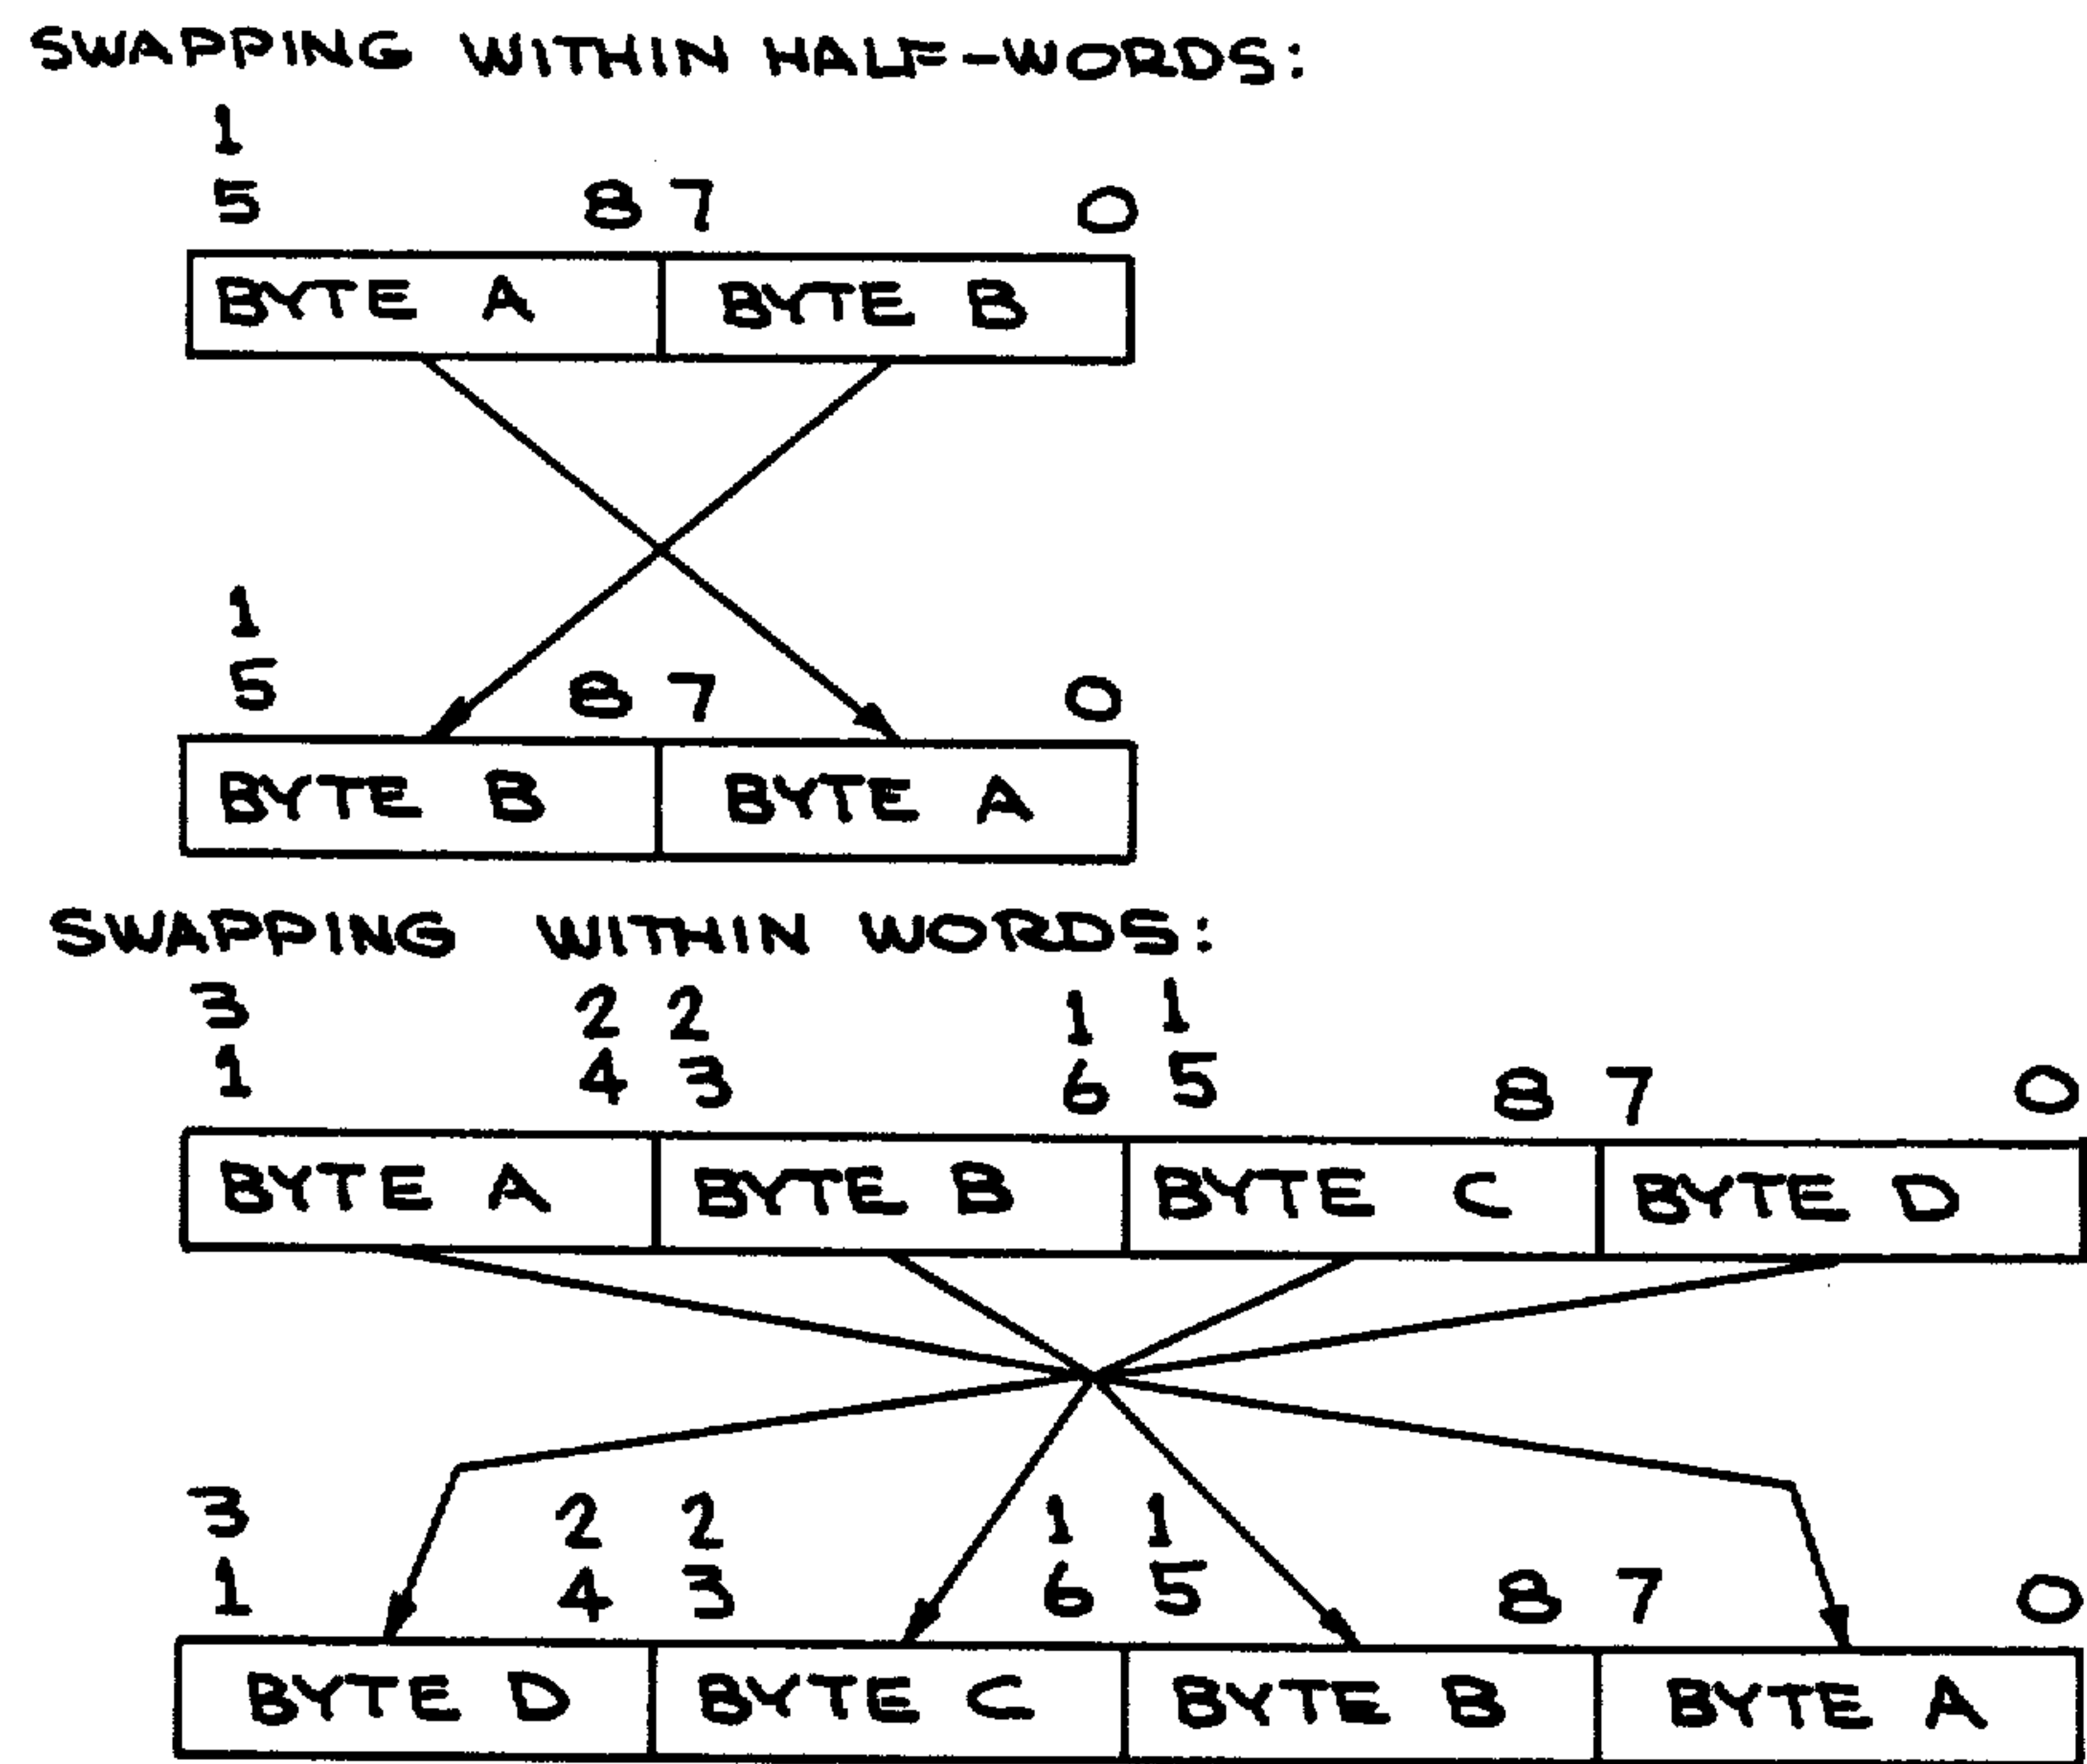 SWAPPING WITHIN HALF-WORDS:
1
5 8 7 0
BYTE A BYTE B
1
5 8 7 0
BYTE B BYTE A
SWAPPING WITHIN WORDS:
3 2 2 1 1
1 4 3 6 5 8 7 0
BYTE A BYTE B BYTE C BYTE D
3 2 2 1 1
1 4 3 6 5 8 7 0
BYTE D BYTE C BYTE B BYTE A